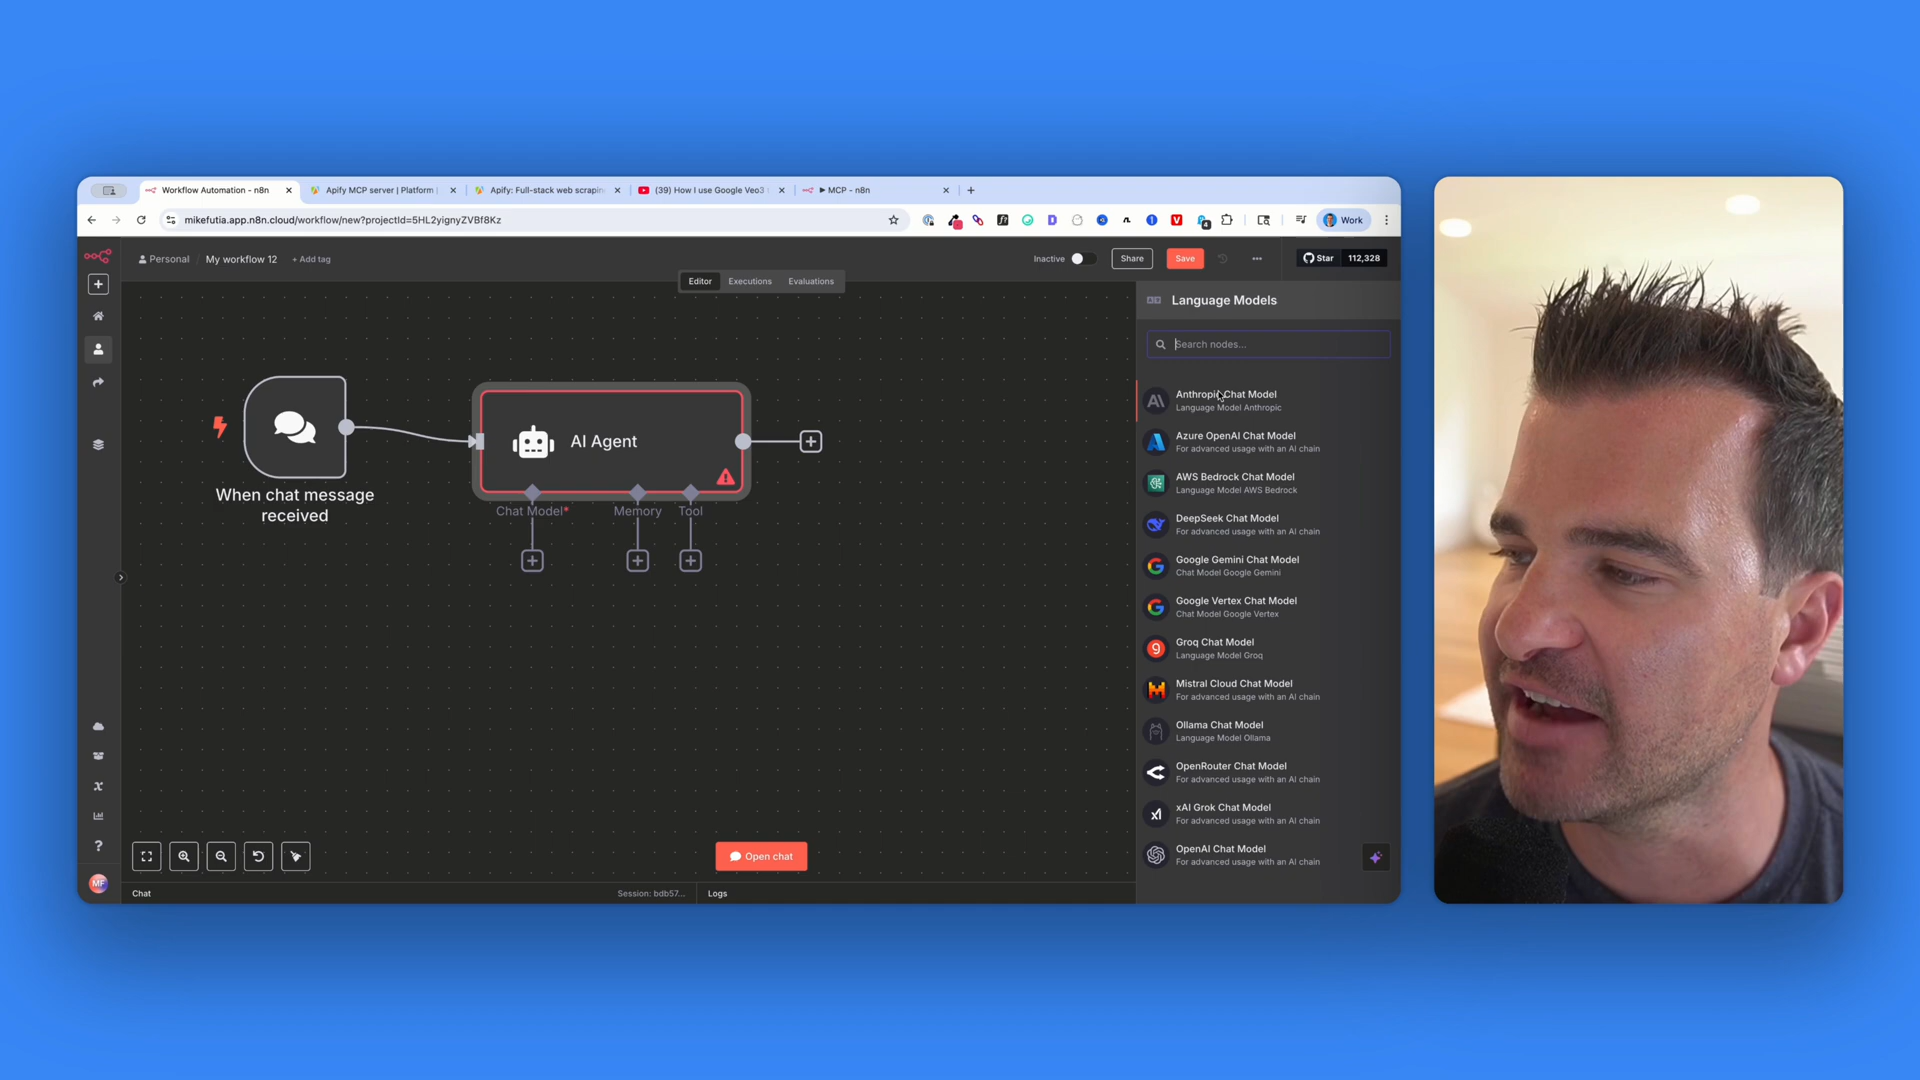 Workflow Automation - n8n
Apify MCP server | Platform |
Apify: Full-stack web scrapin
(39) How I use Google Veo3
▶ MCP - n8n
mikefutia.app.n8n.cloud/workflow/new?projectId=5HL2yignyZVBf8Kz
Work
Personal
My workflow 12
+ Add tag
Inactive
Share
Save
Star
112,328
Editor
Executions
Evaluations
Language Models
Search nodes...
Anthropic Chat Model
Language Model Anthropic
Azure OpenAI Chat Model
For advanced usage with an AI chain
AWS Bedrock Chat Model
Language Model AWS Bedrock
DeepSeek Chat Model
For advanced usage with an AI chain
Google Gemini Chat Model
Chat Model Google Gemini
Google Vertex Chat Model
Chat Model Google Vertex
Groq Chat Model
Language Model Groq
Mistral Cloud Chat Model
For advanced usage with an AI chain
Ollama Chat Model
Language Model Ollama
OpenRouter Chat Model
For advanced usage with an AI chain
xAI Grok Chat Model
For advanced usage with an AI chain
OpenAI Chat Model
For advanced usage with an AI chain
AI Agent
When chat message
received
Chat Model*
Memory
Tool
Open chat
MF
Chat
Session: bdb57...
Logs